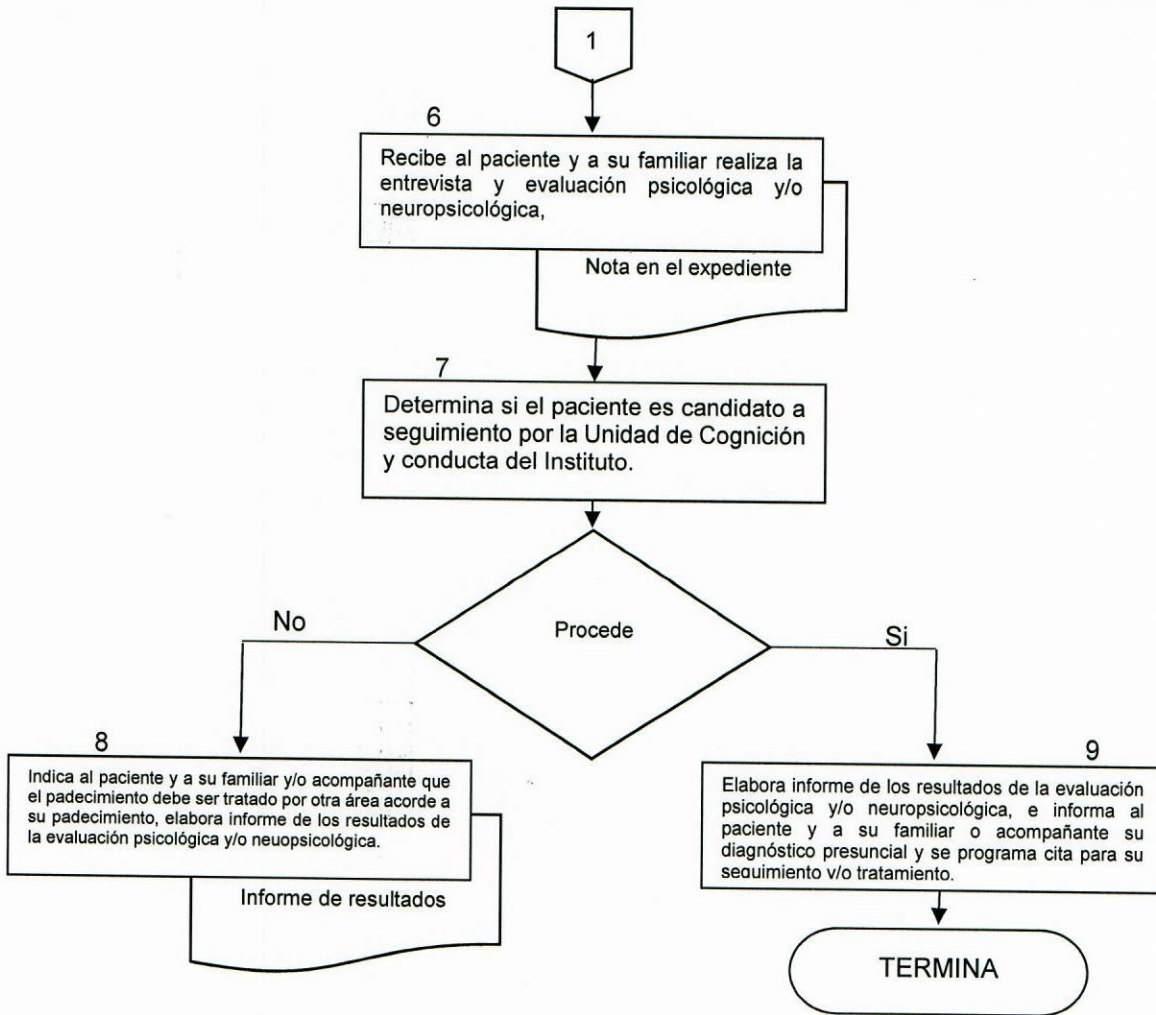 1
6
Recibe al paciente y a su familiar realiza la
entrevista y evaluación psicológica y/o
neuropsicológica,
Nota en el expediente
7
Determina si el paciente es candidato a
seguimiento por la Unidad de Cognición
y conducta del Instituto.
Procede
No
Si
8
Indica al paciente y a su familiar y/o acompañante que
el padecimiento debe ser tratado por otra área acorde a
su padecimiento, elabora informe de los resultados de
la evaluación psicológica y/o neuopsicológica.
Informe de resultados
9
Elabora informe de los resultados de la evaluación
psicológica y/o neuropsicológica, e informa al
paciente y a su familiar o acompañante su
diagnóstico presuncial y se programa cita para su
seguimiento y/o tratamiento.
TERMINA